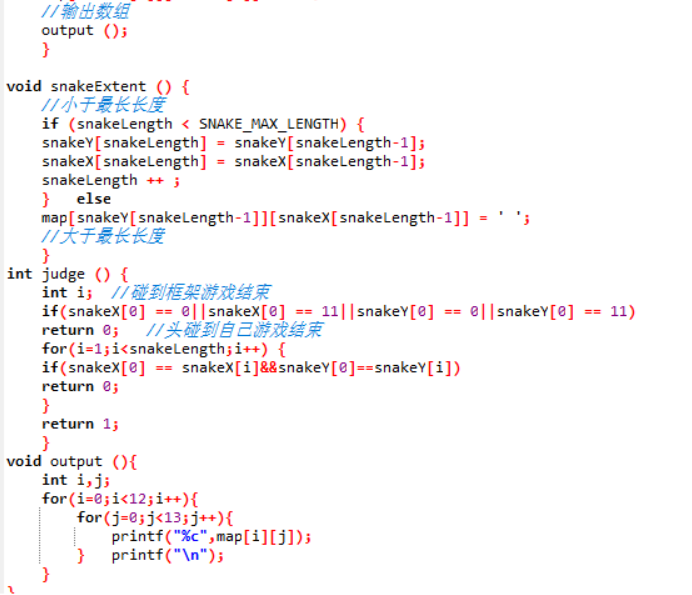 //输出数组
output ();
}
void snakeExtent () {
//小于最长长度
if (snakeLength < SNAKE_MAX_LENGTH) {
snakeY[snakeLength] = snakeY[snakeLength-1];
snakeX[snakeLength] = snakeX[snakeLength-1];
snakeLength ++ ;
} else
map[snakeY[snakeLength-1]][snakeX[snakeLength-1]] = ' ';
//大于最长长度
}
int judge () {
int i; //碰到框架游戏结束
if(snakeX[0] == 0||snakeX[0] == 11||snakeY[0] == 0||snakeY[0] == 11)
return 0; //头碰到自己游戏结束
for(i=1;i<snakeLength;i++) {
if(snakeX[0] == snakeX[i]&&snakeY[0]==snakeY[i])
return 0;
}
return 1;
}
void output (){
int i,j;
for(i=0;i<12;i++){
for(j=0;j<13;j++){
printf("%c",map[i][j]);
} printf("\n");
}
}